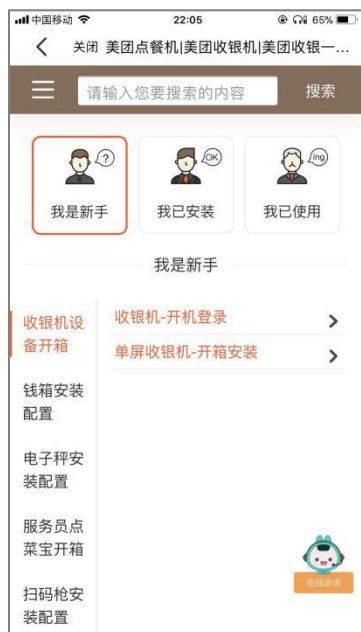 中国移动 22:05 65%
关闭 美团点餐机|美团收银机|美团收银一...
请输入您要搜索的内容 搜索
? OK ing
我是新手 我已安装 我已使用
我是新手
收银机设
备开箱
收银机-开机登录
单屏收银机-开箱安装
钱箱安装
配置
电子秤安
装配置
服务员点
菜宝开箱
扫码枪安
装配置
在线咨询